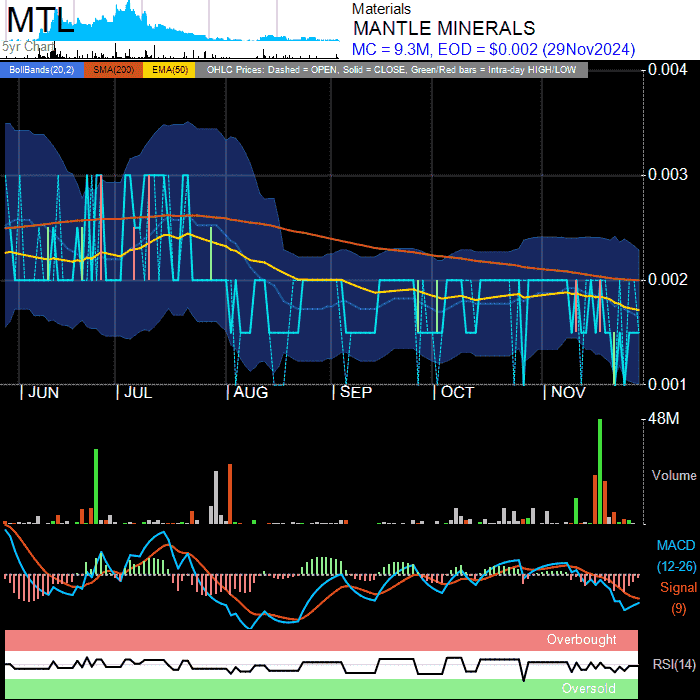 MTL
5yr Chart
Materials
MANTLE MINERALS
MC = 9.3M, EOD = $0.002 (29Nov2024)
BollBands(20,2) SMA(200) EMA(50) OHLC Prices: Dashed = OPEN, Solid = CLOSE, Green/Red bars = Intra-day HIGH/LOW
0.004
0.003
0.002
0.001
| JUN | JUL | AUG | SEP | OCT | NOV
48M
Volume
MACD
(12-26)
Signal
(9)
Overbought
RSI(14)
Oversold